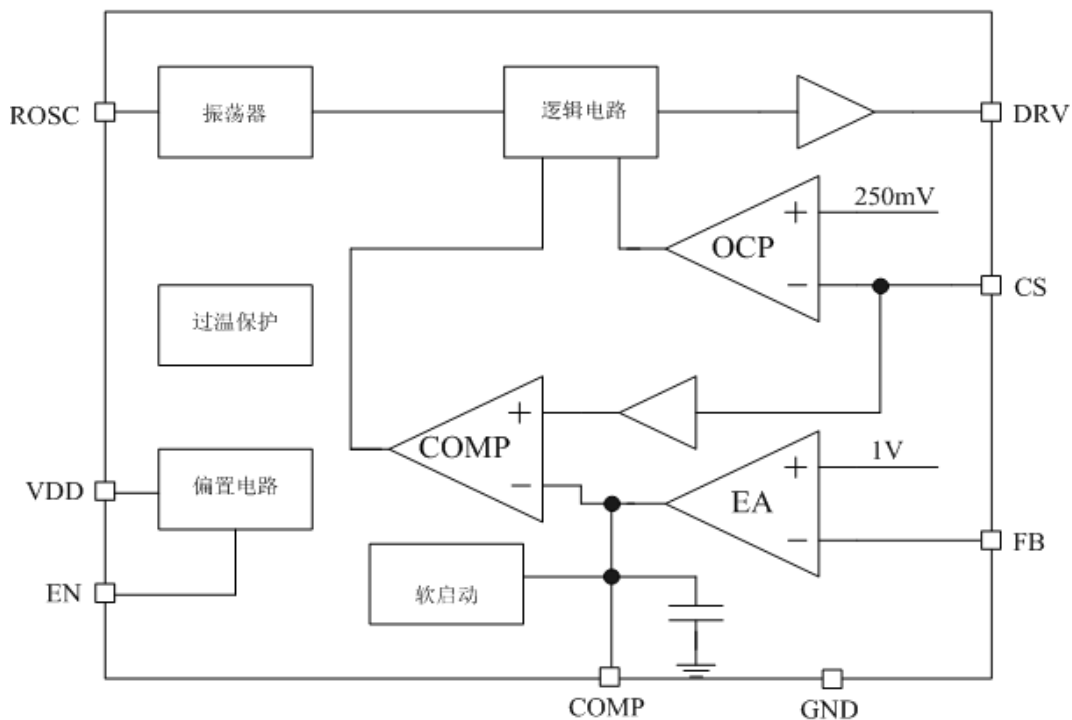 ROSC
振荡器
逻辑电路
DRV
250mV
+
OCP
−
CS
过温保护
+
COMP
−
1V
+
EA
−
VDD
偏置电路
FB
EN
软启动
COMP
GND